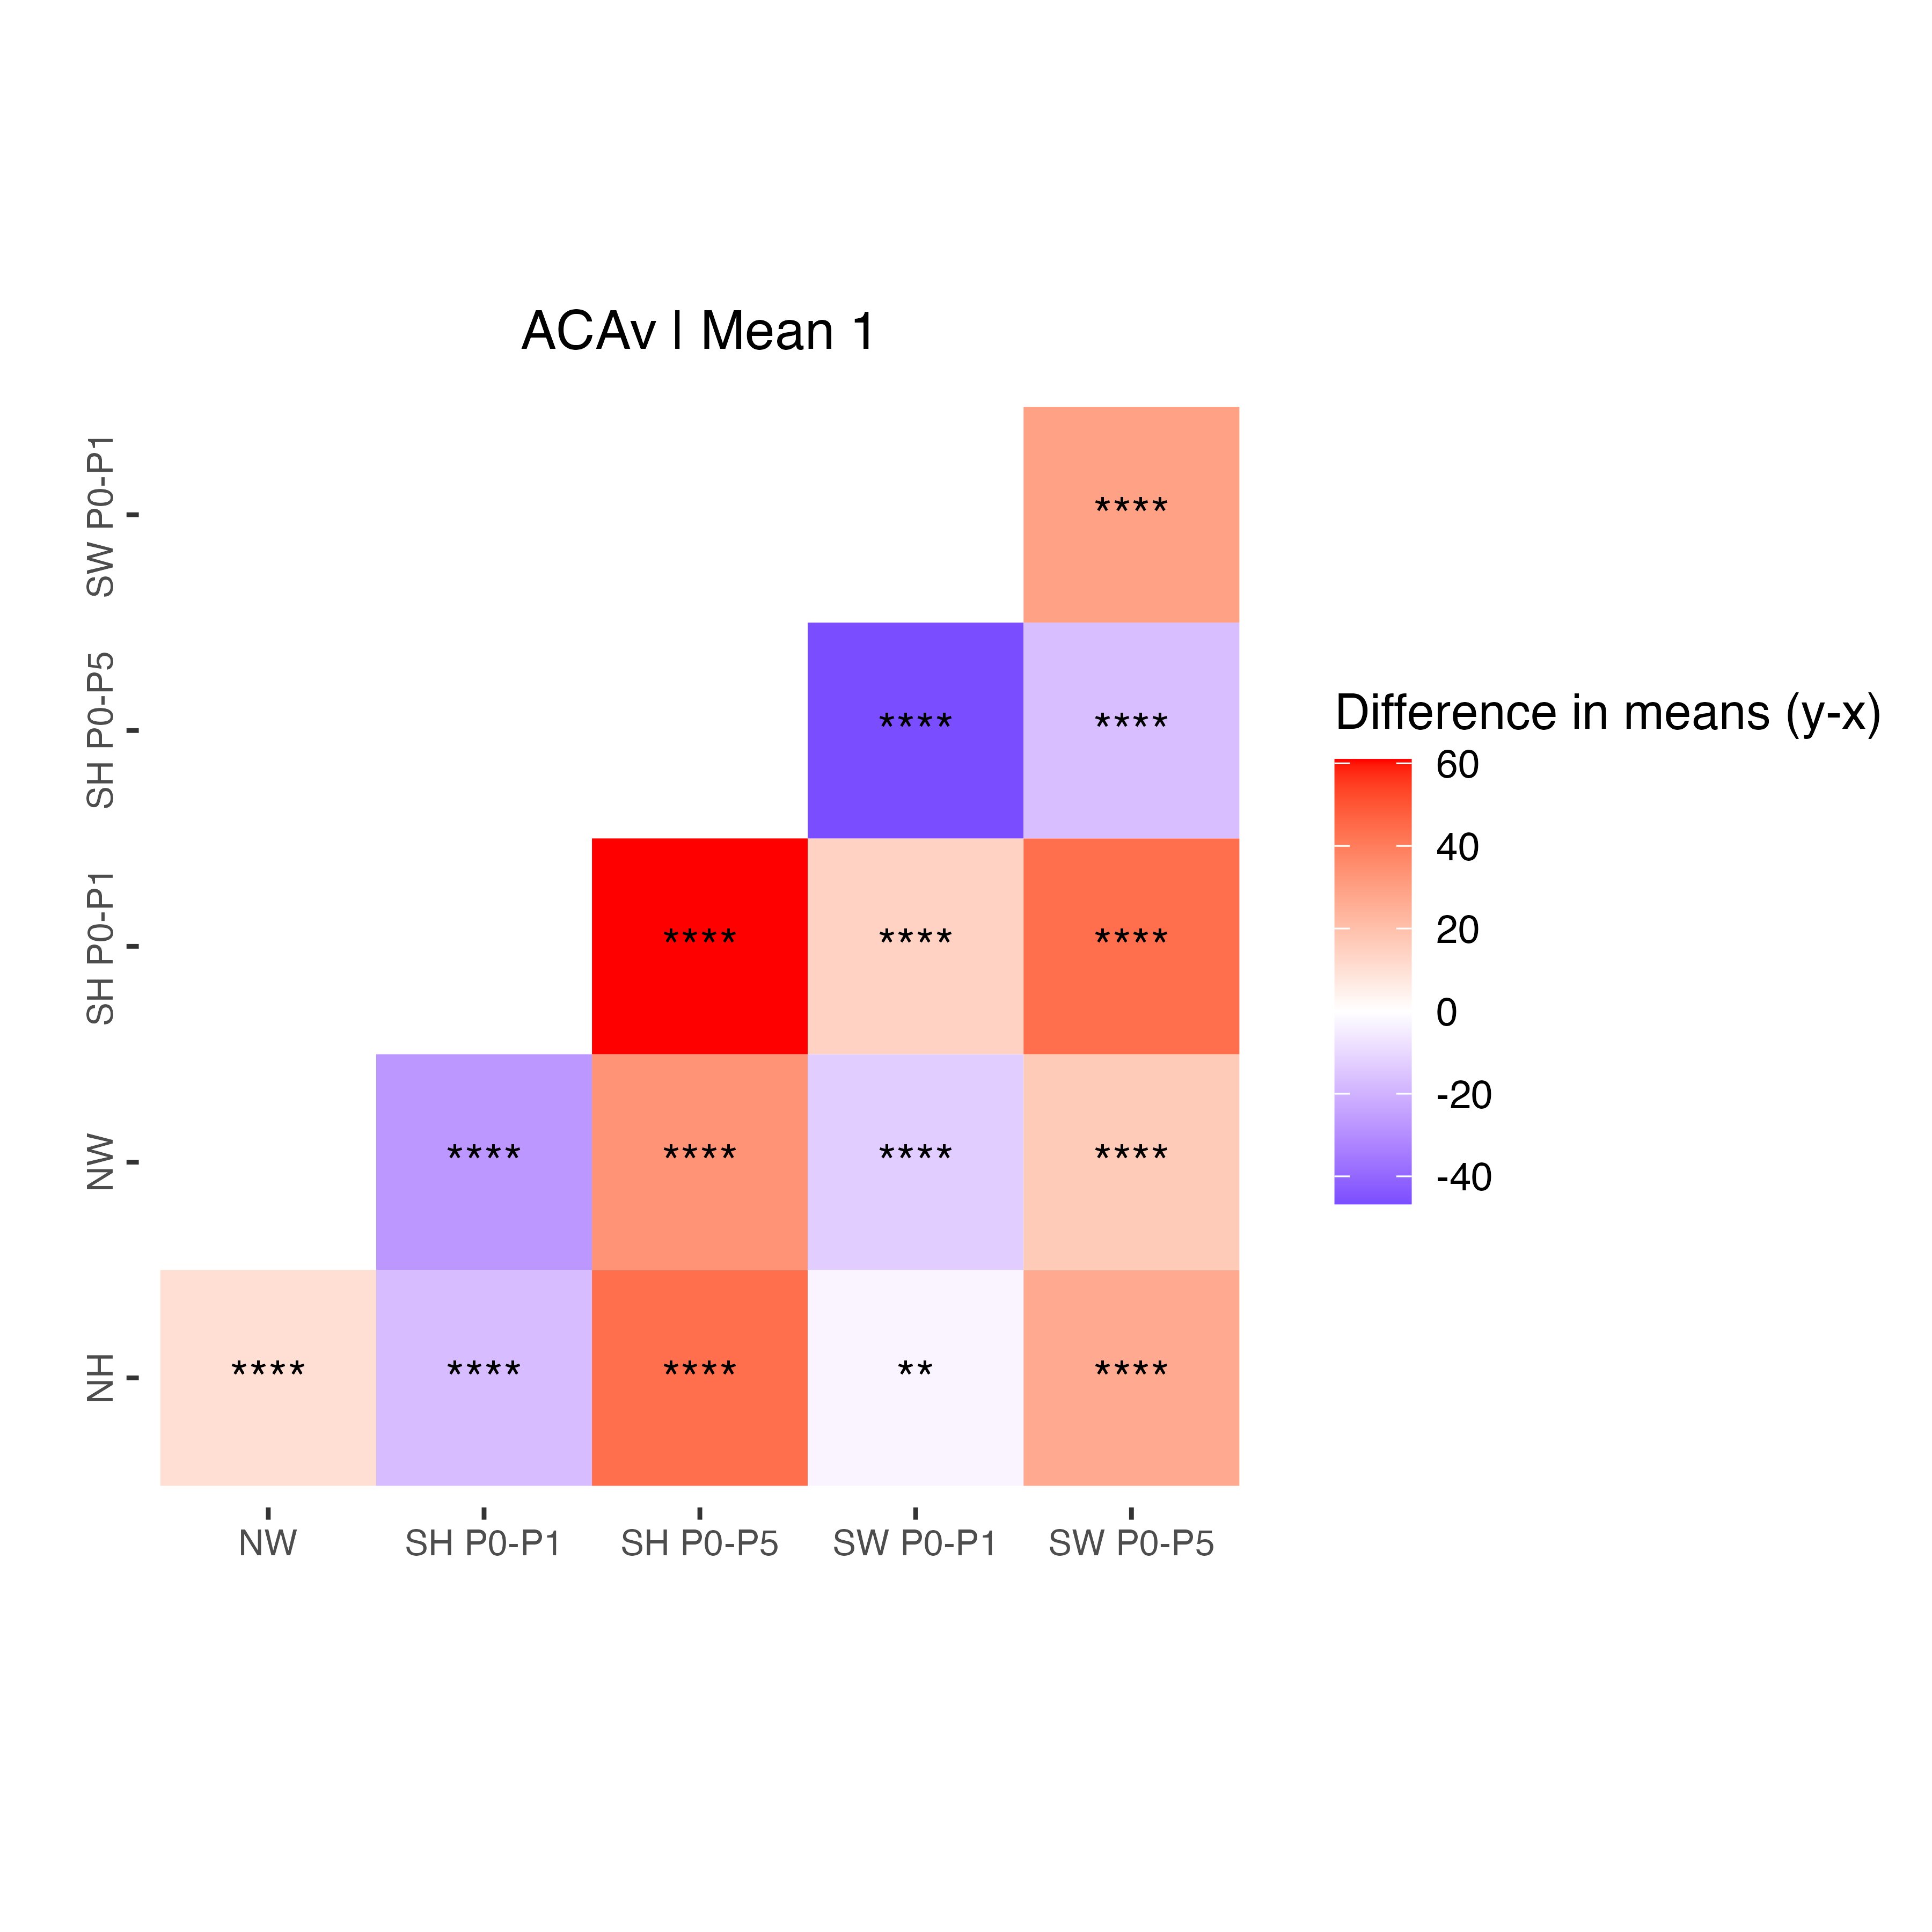 ACAv | Mean 1
SW P0-P1
****
SH P0-P5
**** ****
SH P0-P1
**** **** ****
NW
**** **** **** ****
NH
**** **** **** ** ****
NW SH P0-P1 SH P0-P5 SW P0-P1 SW P0-P5
Difference in means (y-x)
60
40
20
0
-20
-40